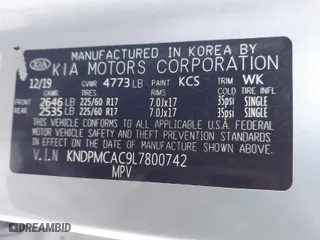 MANUFACTURED IN KOREA BY
KIA KIA MOTORS CORPORATION
12/19 GVWR 4773 LB PAINT KCS TRIM WK
GAWR TIRES RIMS COLD TIRE
FRONT 2646 LB 225/60 R17 7.0Jx17 35psi SINGLE
REAR 2535 LB 225/60 R17 7.0Jx17 35psi SINGLE
THIS VEHICLE CONFORMS TO ALL APPLICABLE U.S.A. FEDERAL
MOTOR VEHICLE SAFETY, BUMPER, AND THEFT PREVENTION
STANDARDS IN EFFECT ON THE DATE OF MANUFACTURE SHOWN ABOVE.
V.I.N KNDPMCAC9L7800742
MPV